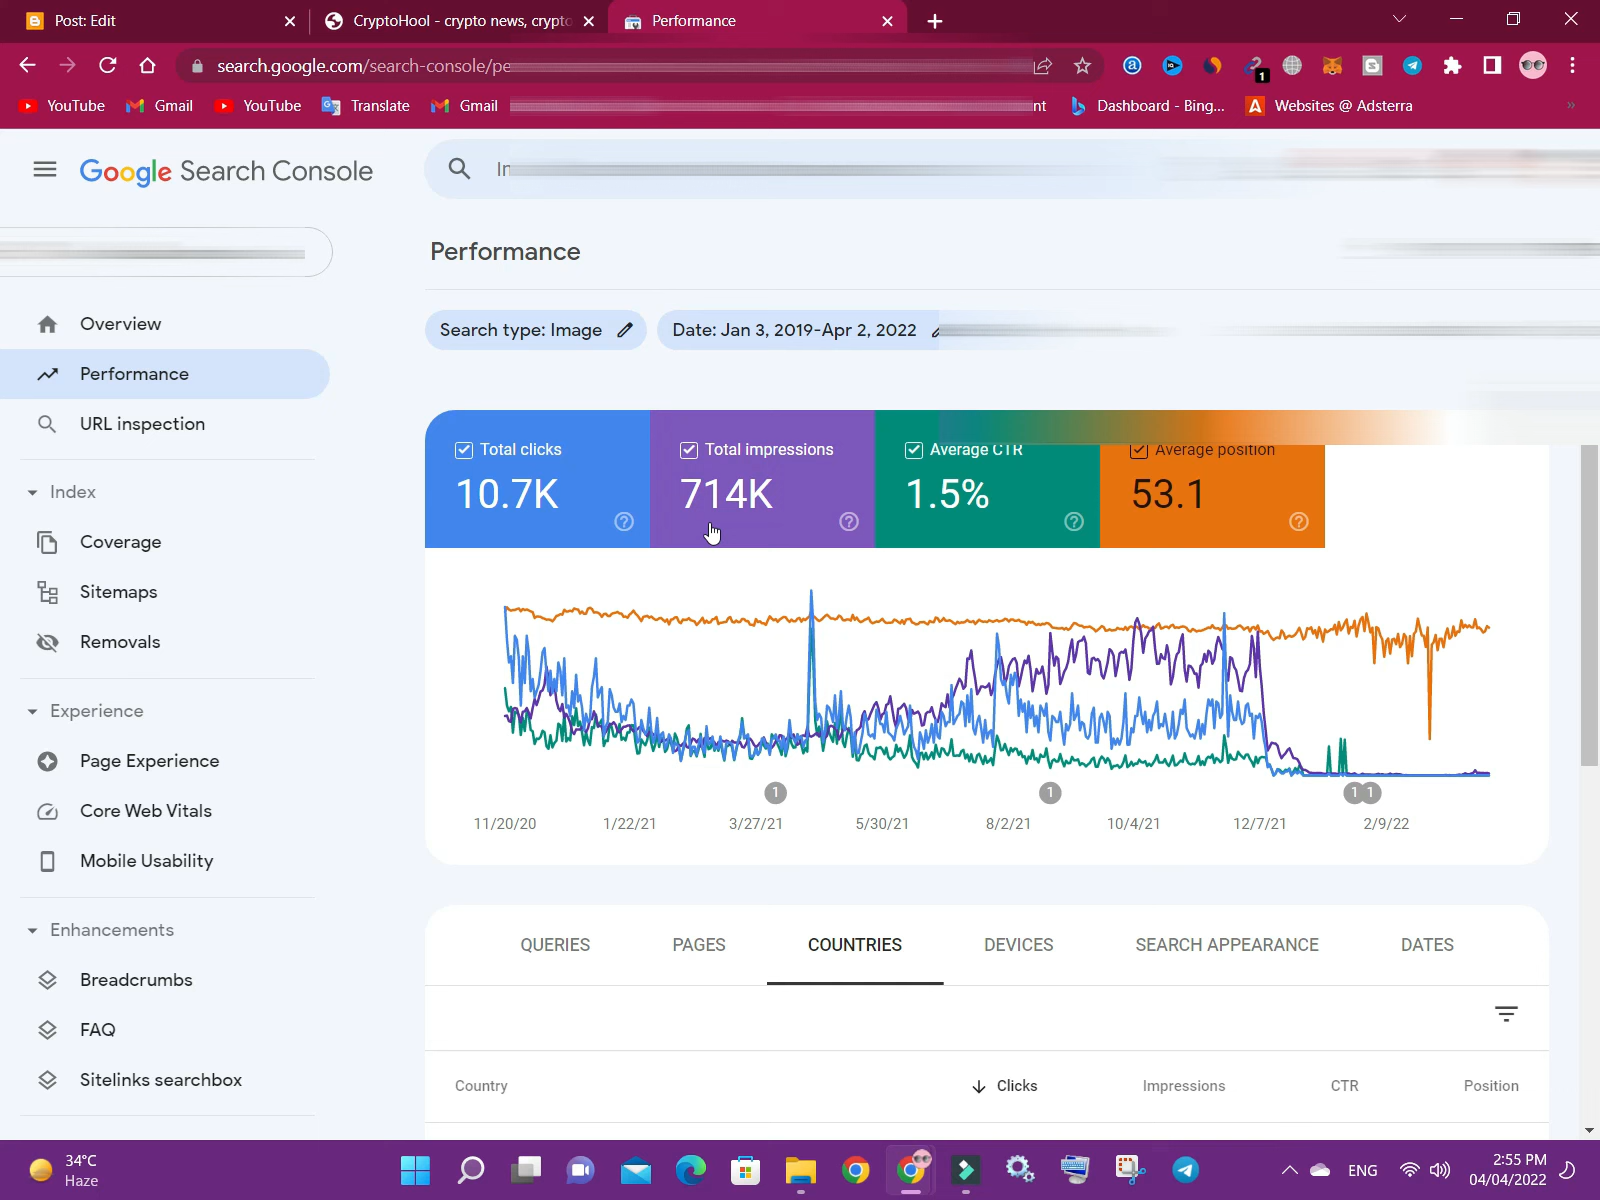 Post: Edit
CryptoHool - crypto news, crypto
Performance
search.google.com/search-console/pe
1
YouTube
Gmail
YouTube
Translate
Gmail
nt
Dashboard - Bing...
Websites @ Adsterra
Google Search Console
In
Performance
Search type: Image
Date: Jan 3, 2019-Apr 2, 2022
Overview
Performance
URL inspection
Index
Coverage
Sitemaps
Removals
Experience
Page Experience
Core Web Vitals
Mobile Usability
Enhancements
Breadcrumbs
FAQ
Sitelinks searchbox
Total clicks
10.7K
Total impressions
714K
Average CTR
1.5%
Average position
53.1
1
1
1
1
11/20/20
1/22/21
3/27/21
5/30/21
8/2/21
10/4/21
12/7/21
2/9/22
QUERIES
PAGES
COUNTRIES
DEVICES
SEARCH APPEARANCE
DATES
Country
Clicks
Impressions
CTR
Position
34°C
Haze
ENG
2:55 PM
04/04/2022